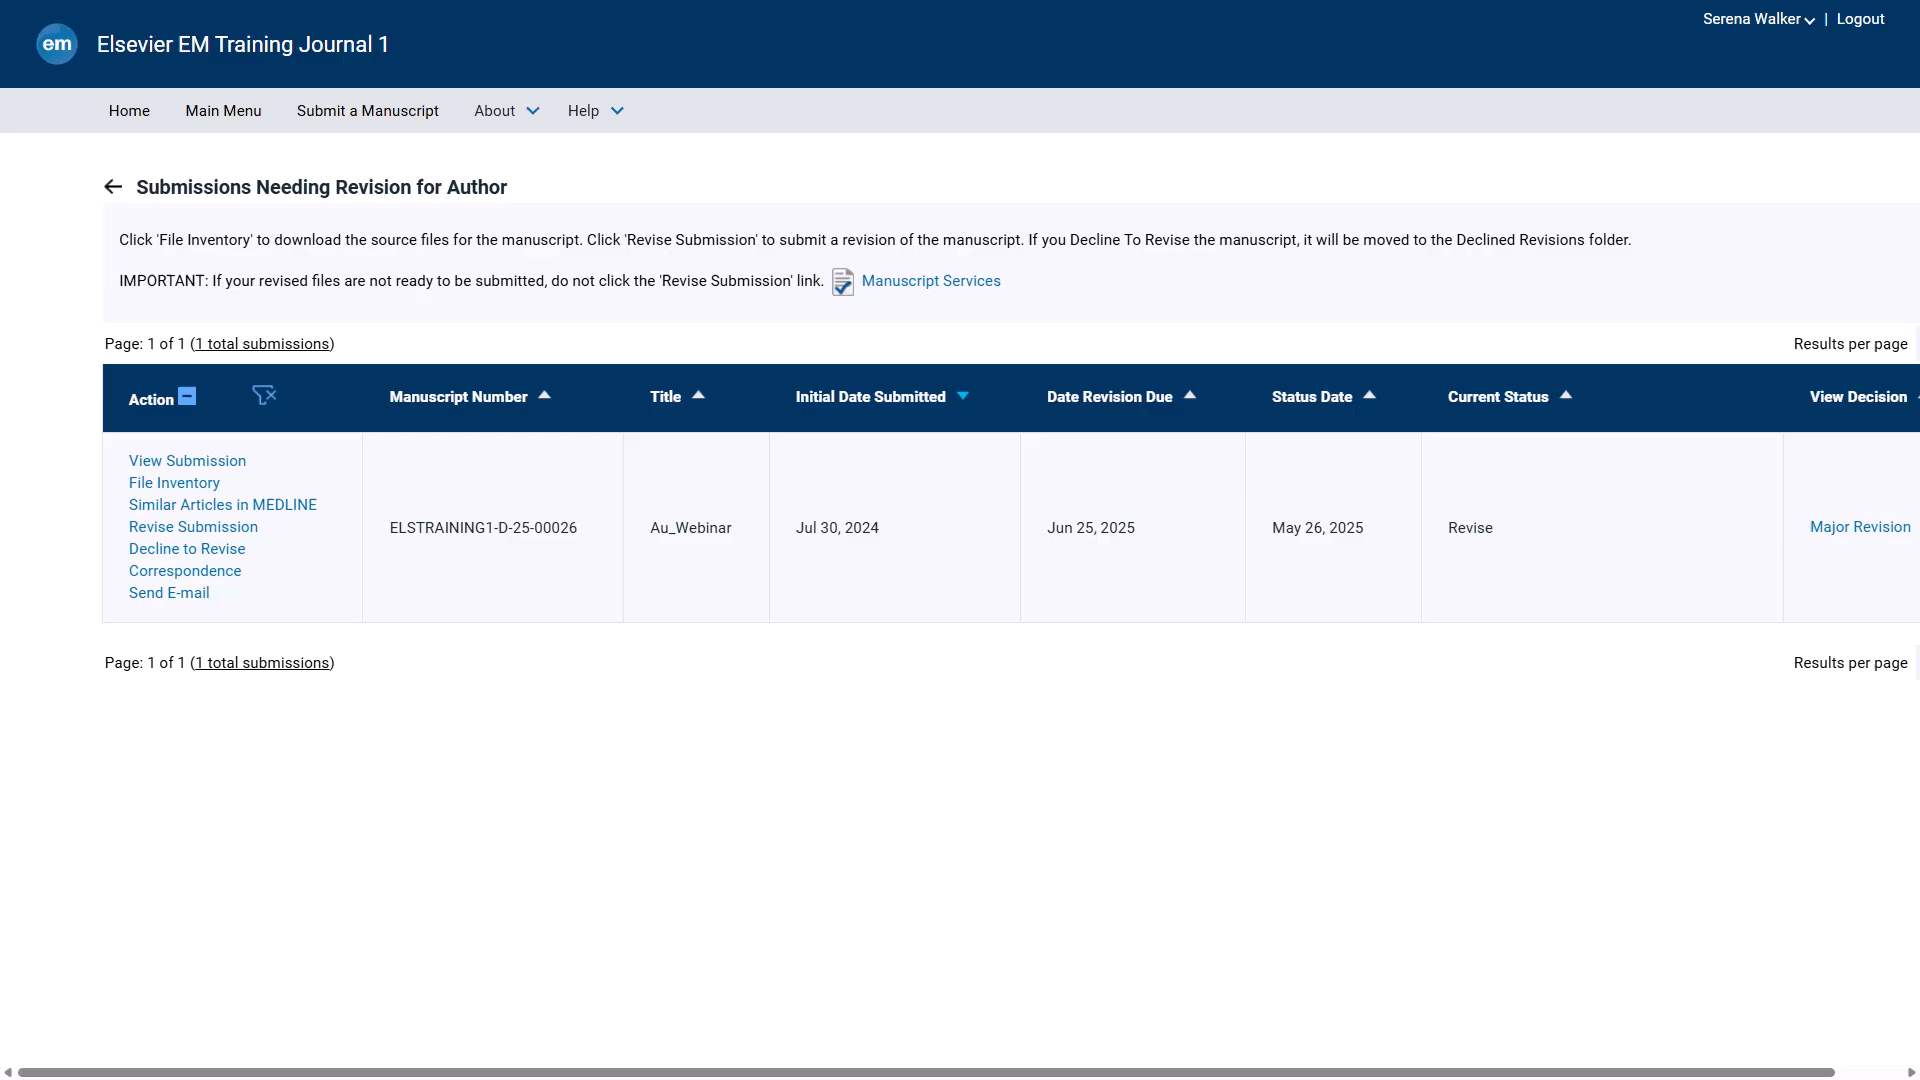 Serena Walker | Logout
em Elsevier EM Training Journal 1
Home Main Menu Submit a Manuscript About Help
Submissions Needing Revision for Author
Click 'File Inventory' to download the source files for the manuscript. Click 'Revise Submission' to submit a revision of the manuscript. If you Decline To Revise the manuscript, it will be moved to the Declined Revisions folder.
IMPORTANT: If your revised files are not ready to be submitted, do not click the 'Revise Submission' link. Manuscript Services
Page: 1 of 1 (1 total submissions) Results per page
Action Manuscript Number Title Initial Date Submitted Date Revision Due Status Date Current Status View Decision
View Submission
File Inventory
Similar Articles in MEDLINE
Revise Submission
Decline to Revise
Correspondence
Send E-mail
ELSTRAINING1-D-25-00026 Au_Webinar Jul 30, 2024 Jun 25, 2025 May 26, 2025 Revise Major Revision
Page: 1 of 1 (1 total submissions) Results per page